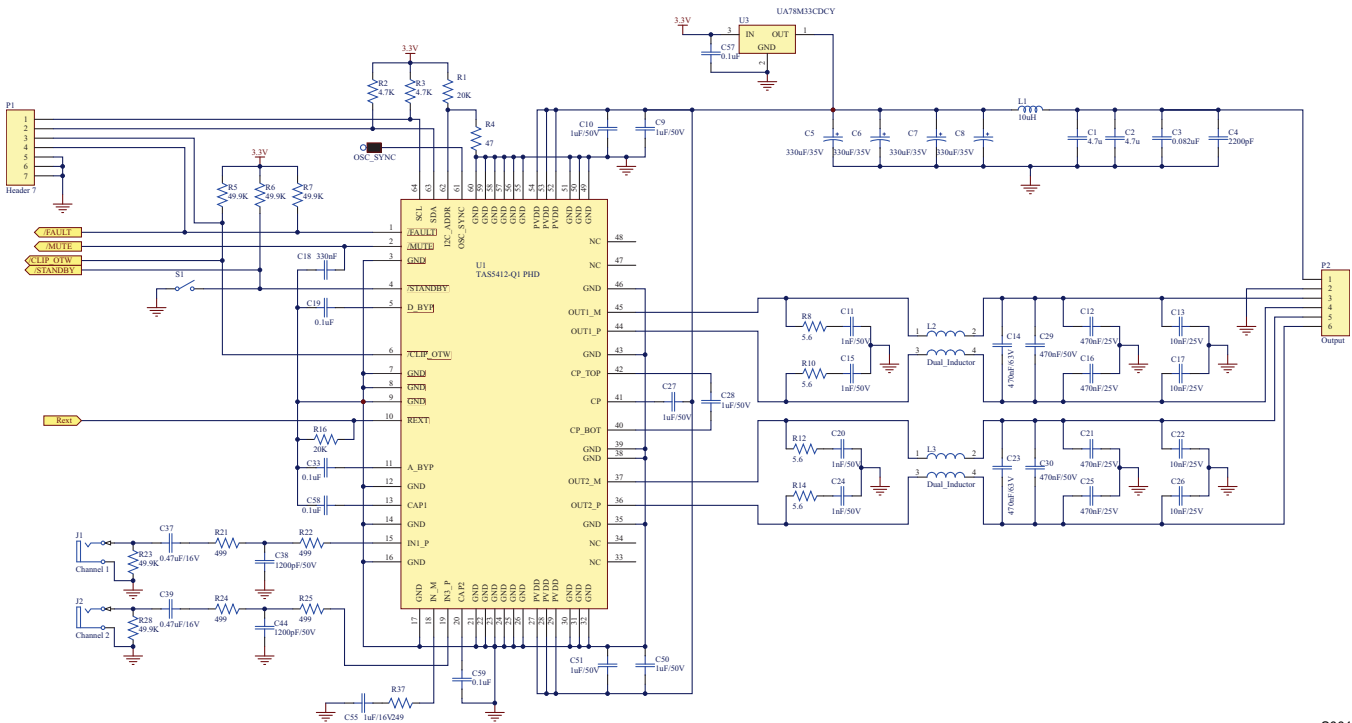 UA78M33CDCY
3.3V
U3
3
IN
OUT
1
GND
2
C57
0.1uF
3.3V
R2
4.7K
R3
4.7K
R1
20K
R4
47
OSC_SYNC
P1
1
2
3
4
5
6
7
Header 7
3.3V
R5
49.9K
R6
49.9K
R7
49.9K
C10
1uF/50V
C9
1uF/50V
C5
330uF/35V
C6
330uF/35V
C7
330uF/35V
C8
330uF/35V
L1
10uH
C1
4.7u
C2
4.7u
C3
0.082uF
C4
2200pF
64
63
62
61
60
59
58
57
56
55
54
53
52
51
50
49
SCL
SDA
I2C_ADDR
OSC_SYNC
GND
GND
GND
GND
GND
GND
PVDD
PVDD
PVDD
GND
GND
GND
/FAULT
/MUTE
CLIP_OTW
/STANDBY
S1
C18
330nF
C19
0.1uF
Rext
R16
20K
C33
0.1uF
C58
0.1uF
U1
TAS5412-Q1 PHD
1
/FAULT
2
/MUTE
3
GND
4
/STANDBY
5
D_BYP
6
/CLIP_OTW
7
GND
8
GND
9
GND
10
REXT
11
A_BYP
12
GND
13
CAP1
14
GND
15
IN1_P
16
GND
NC
48
NC
47
GND
46
OUT1_M
45
OUT1_P
44
GND
43
CP_TOP
42
CP
41
CP_BOT
40
GND
39
GND
38
OUT2_M
37
OUT2_P
36
GND
35
NC
34
NC
33
C27
1uF/50V
C28
1uF/50V
R8
5.6
C11
1nF/50V
R10
5.6
C15
1nF/50V
1
L2
2
3
4
Dual_Inductor
C14
470nF/63V
C29
470nF/50V
C12
470nF/25V
C16
470nF/25V
C13
10nF/25V
C17
10nF/25V
P2
1
2
3
4
5
6
Output
R12
5.6
C20
1nF/50V
R14
5.6
C24
1nF/50V
1
L3
2
3
4
Dual_Inductor
C23
470nF/63V
C30
470nF/50V
C21
470nF/25V
C25
470nF/25V
C22
10nF/25V
C26
10nF/25V
J1
Channel 1
R23
49.9K
C37
0.47uF/16V
R21
499
C38
1200pF/50V
R22
499
J2
Channel 2
R28
49.9K
C39
0.47uF/16V
R24
499
C44
1200pF/50V
R25
499
GND
IN_M
IN3_P
CAP2
GND
GND
GND
GND
GND
GND
PVDD
PVDD
PVDD
GND
GND
GND
17
18
19
20
21
22
23
24
25
26
27
28
29
30
31
32
C59
0.1uF
C51
1uF/50V
C50
1uF/50V
C55
1uF/16V
R37
249